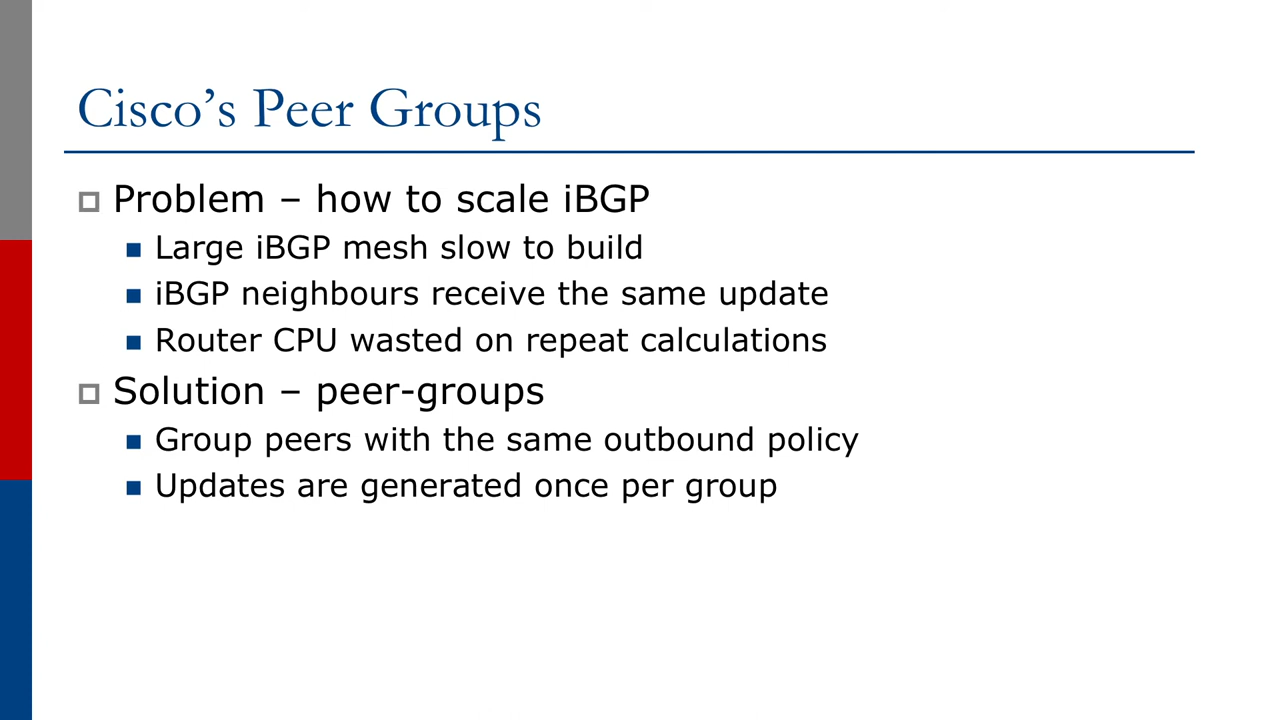 Cisco’s Peer Groups
Problem – how to scale iBGP
Large iBGP mesh slow to build
iBGP neighbours receive the same update
Router CPU wasted on repeat calculations
Solution – peer-groups
Group peers with the same outbound policy
Updates are generated once per group